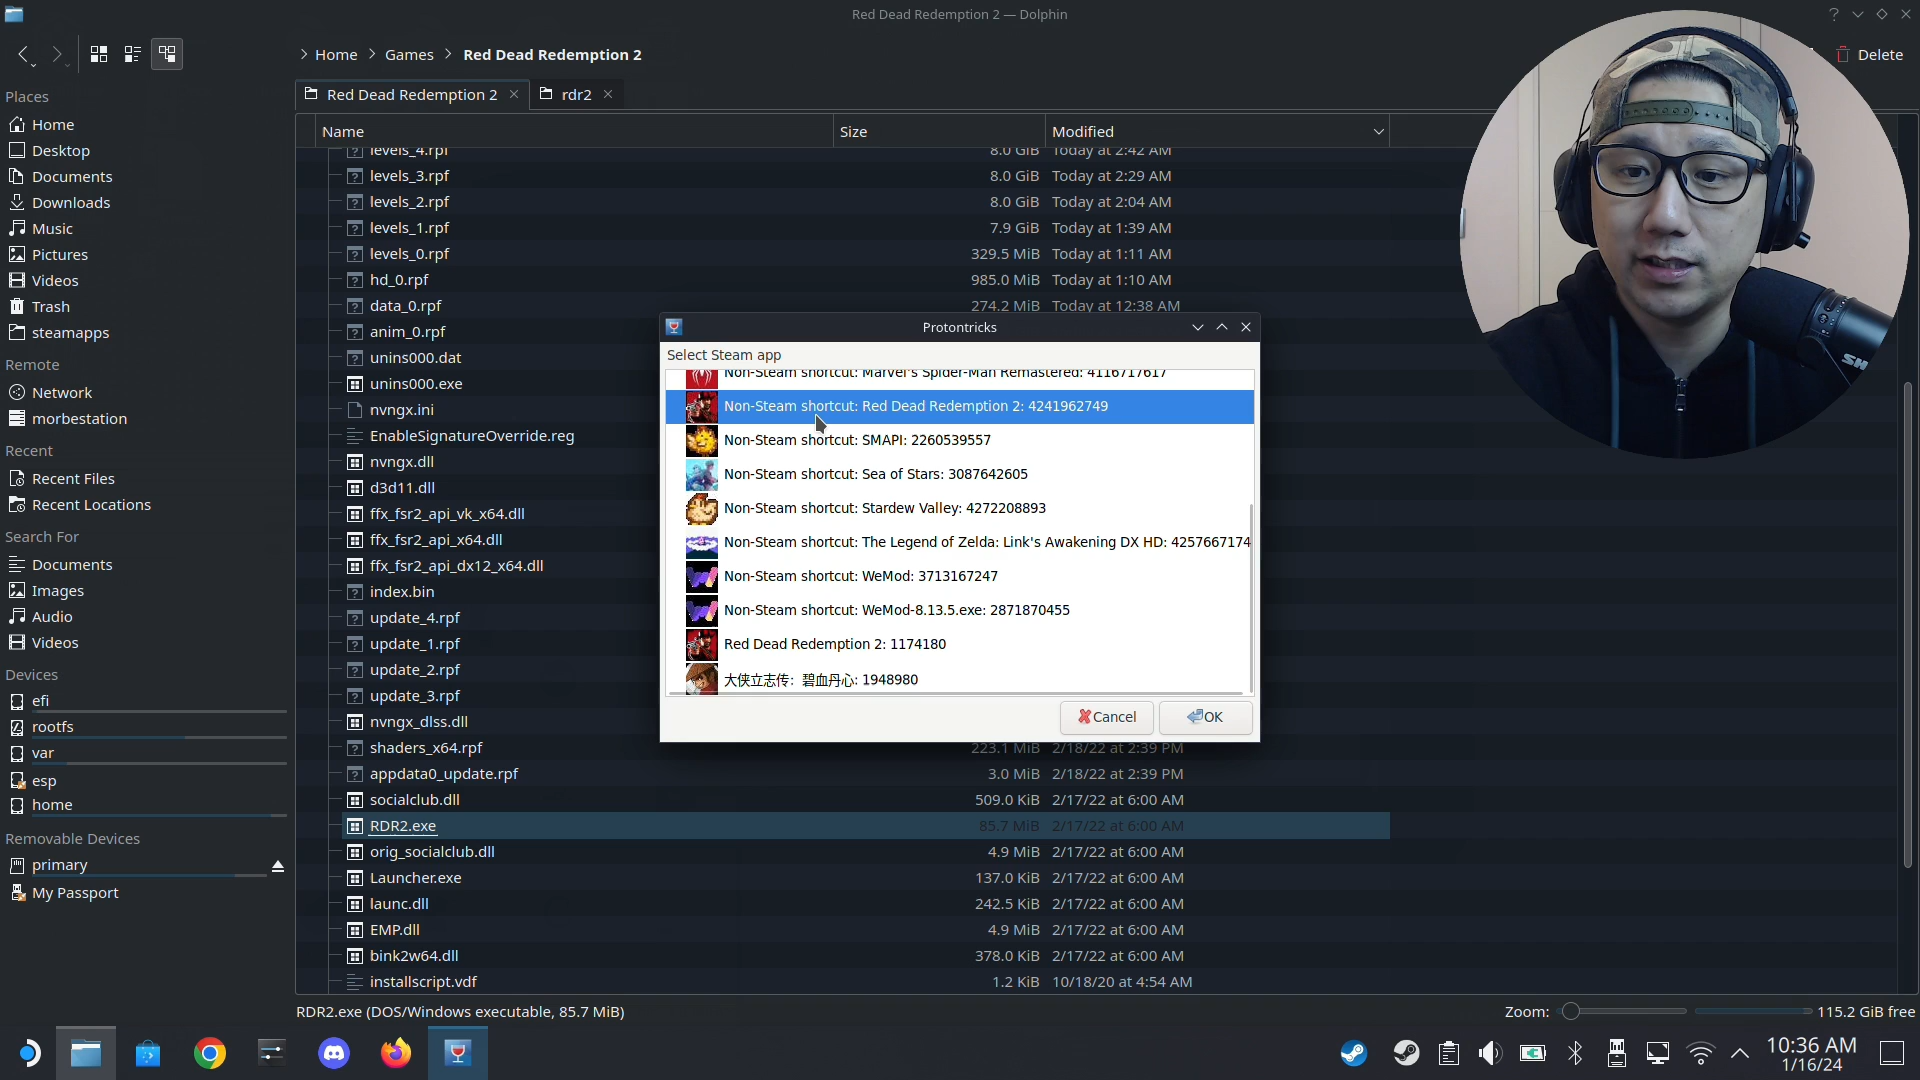 Red Dead Redemption 2 — Dolphin
Home
Games
Red Dead Redemption 2
Delete
Places
Home
Desktop
Documents
Downloads
Music
Pictures
Videos
Trash
steamapps
Remote
Network
morbestation
Recent
Recent Files
Recent Locations
Search For
Documents
Images
Audio
Videos
Devices
efi
rootfs
var
esp
home
Removable Devices
primary
My Passport
Red Dead Redemption 2
rdr2
Name Size Modified
levels_4.rpf 8.0 GiB Today at 2:42 AM
levels_3.rpf 8.0 GiB Today at 2:29 AM
levels_2.rpf 8.0 GiB Today at 2:04 AM
levels_1.rpf 7.9 GiB Today at 1:39 AM
levels_0.rpf 329.5 MiB Today at 1:11 AM
hd_0.rpf 985.0 MiB Today at 1:10 AM
data_0.rpf 274.2 MiB Today at 12:38 AM
anim_0.rpf
unins000.dat
unins000.exe
nvngx.ini
EnableSignatureOverride.reg
nvngx.dll
d3d11.dll
ffx_fsr2_api_vk_x64.dll
ffx_fsr2_api_x64.dll
ffx_fsr2_api_dx12_x64.dll
index.bin
update_4.rpf
update_1.rpf
update_2.rpf
update_3.rpf
nvngx_dlss.dll
shaders_x64.rpf 223.1 MiB 2/18/22 at 2:39 PM
appdata0_update.rpf 3.0 MiB 2/18/22 at 2:39 PM
socialclub.dll 509.0 KiB 2/17/22 at 6:00 AM
RDR2.exe 85.7 MiB 2/17/22 at 6:00 AM
orig_socialclub.dll 4.9 MiB 2/17/22 at 6:00 AM
Launcher.exe 137.0 KiB 2/17/22 at 6:00 AM
launc.dll 242.5 KiB 2/17/22 at 6:00 AM
EMP.dll 4.9 MiB 2/17/22 at 6:00 AM
bink2w64.dll 378.0 KiB 2/17/22 at 6:00 AM
installscript.vdf 1.2 KiB 10/18/20 at 4:54 AM
Protontricks
Select Steam app
Non-Steam shortcut: Marvel's Spider-Man Remastered: 4116717617
Non-Steam shortcut: Red Dead Redemption 2: 4241962749
Non-Steam shortcut: SMAPI: 2260539557
Non-Steam shortcut: Sea of Stars: 3087642605
Non-Steam shortcut: Stardew Valley: 4272208893
Non-Steam shortcut: The Legend of Zelda: Link's Awakening DX HD: 4257667174
Non-Steam shortcut: WeMod: 3713167247
Non-Steam shortcut: WeMod-8.13.5.exe: 2871870455
Red Dead Redemption 2: 1174180
大侠立志传：碧血丹心: 1948980
Cancel
OK
RDR2.exe (DOS/Windows executable, 85.7 MiB)
Zoom:
115.2 GiB free
10:36 AM
1/16/24